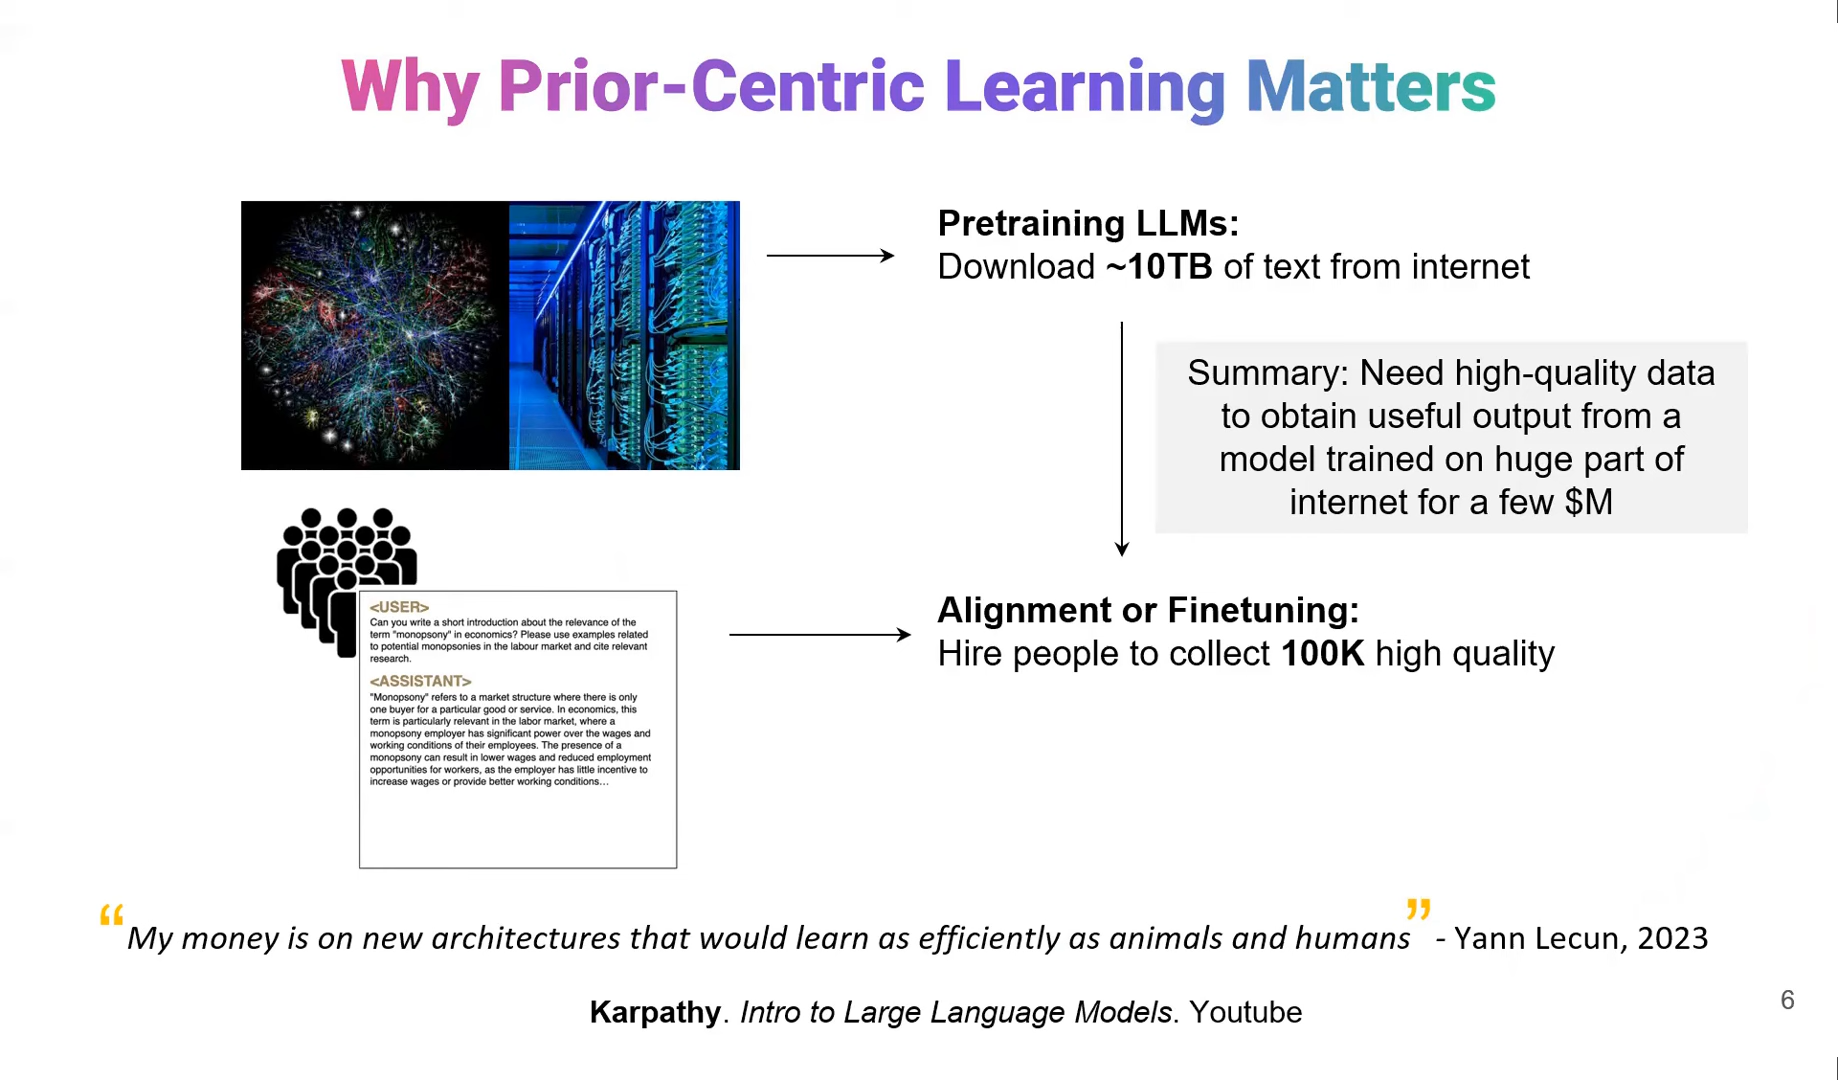 Why Prior-Centric Learning Matters
Pretraining LLMs:
Download ~10TB of text from internet
Summary: Need high-quality data
to obtain useful output from a
model trained on huge part of
internet for a few $M
<USER>
Can you write a short introduction about the relevance of the
term "monopsony" in economics? Please use examples related
to potential monopsonies in the labour market and cite relevant
research.
<ASSISTANT>
"Monopsony" refers to a market structure where there is only
one buyer for a particular good or service. In economics, this
term is particularly relevant in the labor market, where a
monopsony employer has significant power over the wages and
working conditions of their employees. The presence of a
monopsony can result in lower wages and reduced employment
opportunities for workers, as the employer has little incentive to
increase wages or provide better working conditions…
Alignment or Finetuning:
Hire people to collect 100K high quality
“My money is on new architectures that would learn as efficiently as animals and humans” - Yann Lecun, 2023
Karpathy. Intro to Large Language Models. Youtube
6